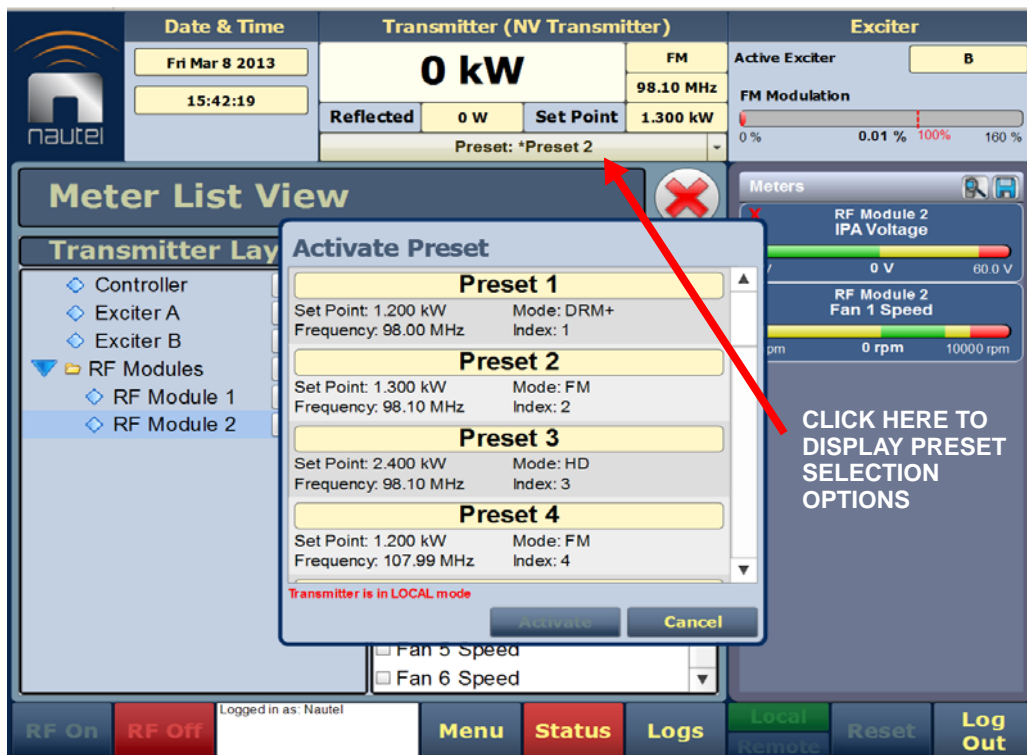 Date & Time
Transmitter (NV Transmitter)
Exciter
Fri Mar 8 2013
15:42:19
0 kW
FM
98.10 MHz
Reflected 0 W Set Point 1.300 kW
Preset: *Preset 2
Active Exciter B
FM Modulation
0 % 0.01 % 100% 160 %
nautel
Meter List View
Transmitter Lay
Controller
Exciter A
Exciter B
RF Modules
RF Module 1
RF Module 2
Activate Preset
Preset 1
Set Point: 1.200 kW Mode: DRM+
Frequency: 98.00 MHz Index: 1
Preset 2
Set Point: 1.300 kW Mode: FM
Frequency: 98.10 MHz Index: 2
Preset 3
Set Point: 2.400 kW Mode: HD
Frequency: 98.10 MHz Index: 3
Preset 4
Set Point: 1.200 kW Mode: FM
Frequency: 107.99 MHz Index: 4
Transmitter is in LOCAL mode
Activate Cancel
Fan 5 Speed
Fan 6 Speed
Meters
RF Module 2
IPA Voltage
0 V 60.0 V
RF Module 2
Fan 1 Speed
0 rpm 10000 rpm
CLICK HERE TO
DISPLAY PRESET
SELECTION
OPTIONS
RF On RF Off
Logged in as: Nautel
Menu Status Logs
Local
Remote
Reset
Log
Out